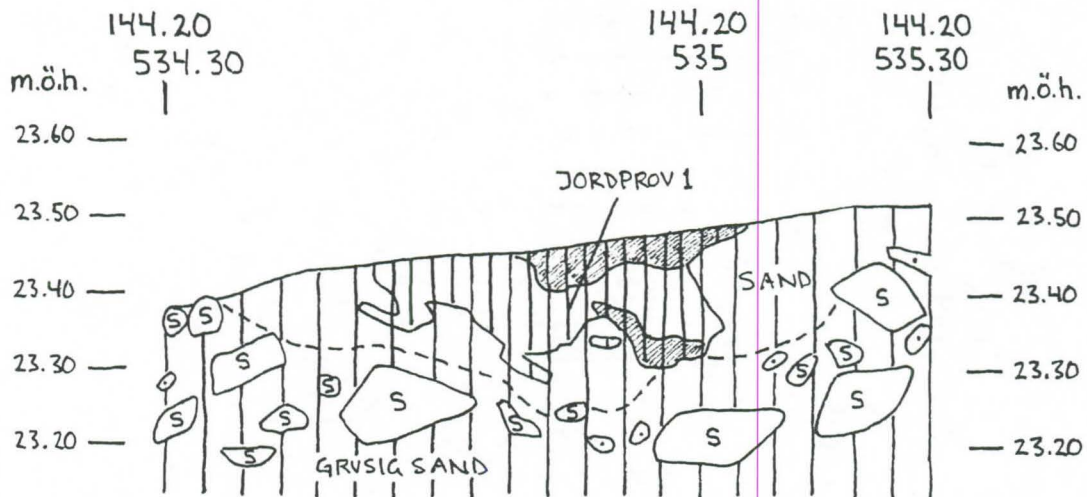 144.20
534.30
144.20
535
144.20
535.30
m.ö.h.
m.ö.h.
23.60
23.60
JORDPROV 1
23.50
23.50
SAND
23.40
23.40
S
S
S
S
S
23.30
23.30
S
S
S
S
S
S
S
S
S
23.20
23.20
S
GRUSIG SAND